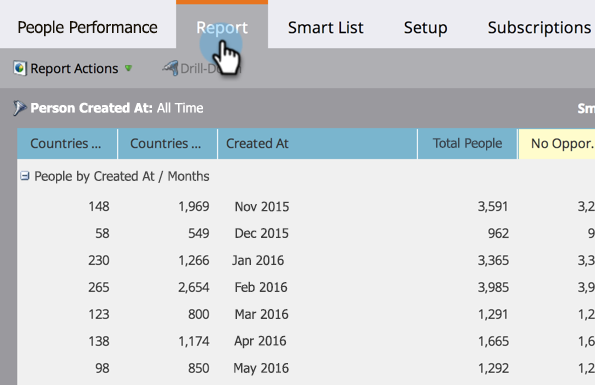 People Performance Report Smart List Setup Subscriptions
Report Actions Drill-D
Person Created At: All Time Sm
Countries ... Countries ... Created At Total People No Oppor.
People by Created At / Months
148 1,969 Nov 2015 3,591 3,2
58 549 Dec 2015 962 9
230 1,266 Jan 2016 3,365 3,3
265 2,654 Feb 2016 3,985 3,9
123 800 Mar 2016 1,291 1,2
138 1,174 Apr 2016 1,665 1,6
98 850 May 2016 1,292 1,2